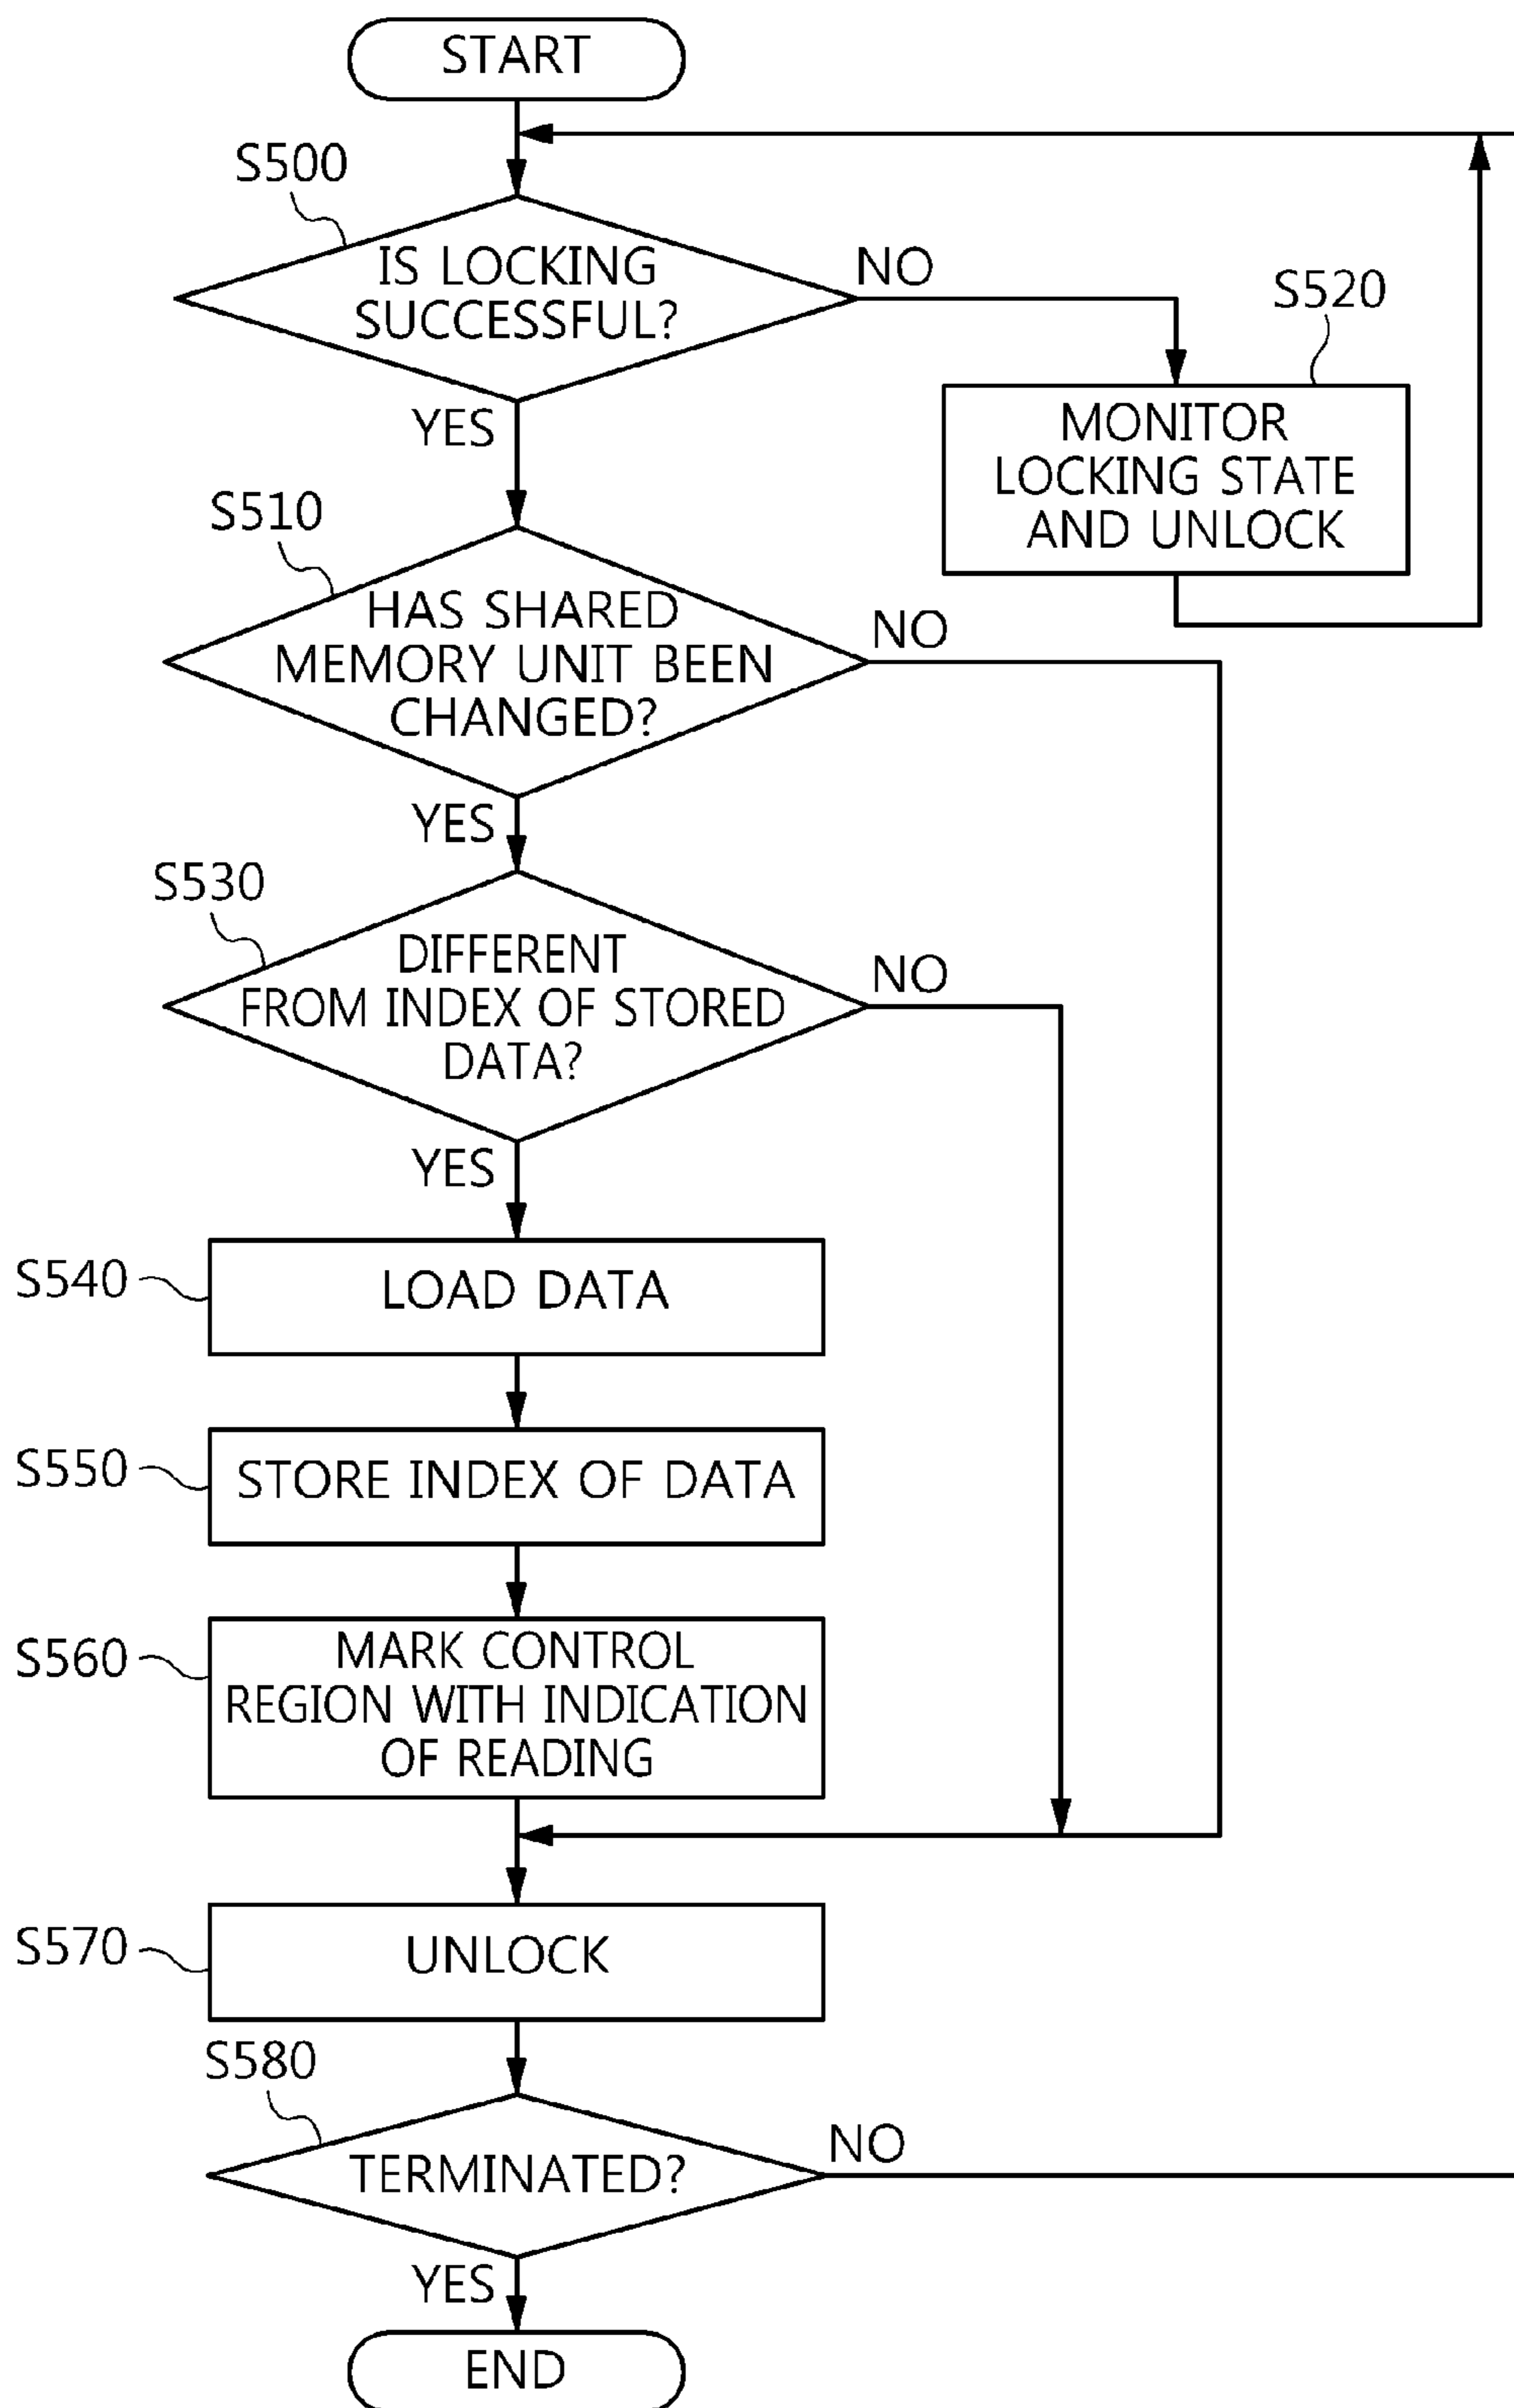 START
S500
IS LOCKING
SUCCESSFUL?
NO
S520
YES
MONITOR
LOCKING STATE
AND UNLOCK
S510
HAS SHARED
MEMORY UNIT BEEN
CHANGED?
NO
YES
S530
DIFFERENT
FROM INDEX OF STORED
DATA?
NO
YES
S540
LOAD DATA
S550
STORE INDEX OF DATA
S560
MARK CONTROL
REGION WITH INDICATION
OF READING
S570
UNLOCK
S580
TERMINATED?
NO
YES
END